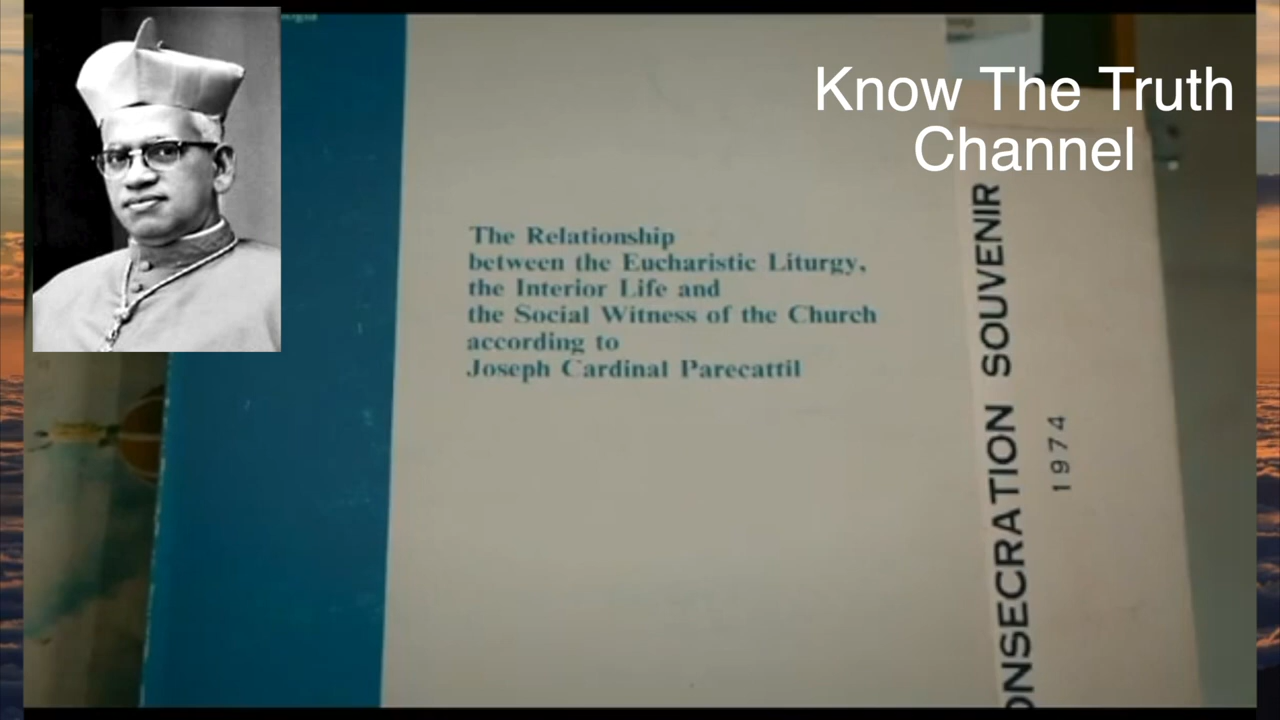 Know The Truth
Channel
The Relationship
between the Eucharistic Liturgy,
the Interior Life and
the Social Witness of the Church
according to
Joseph Cardinal Parecattil
ONSECRATION SOUVENIR
1974